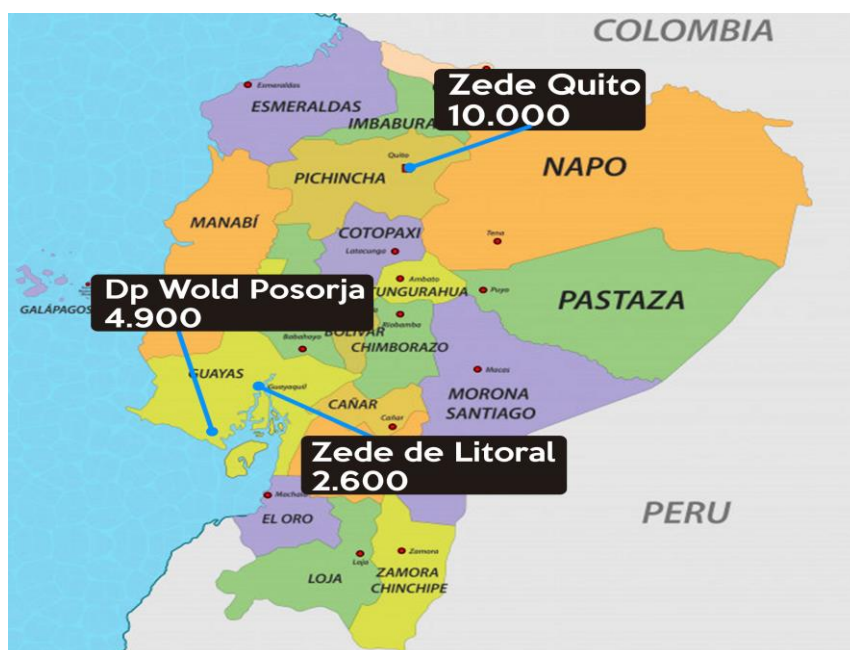 COLOMBIA
Zede Quito
10.000
Esmeraldas
ESMERALDAS
IMBABURA
Quito
PICHINCHA
NAPO
MANABÍ
COTOPAXI
Latacunga
Tena
Ambato
TUNGURAHUA
Puyo
PASTAZA
Dp Wold Posorja
4.900
GALÁPAGOS
Riobamba
BOLIVAR
CHIMBORAZO
Babahoyo
GUAYAS
Guayaquil
Macas
MORONA
SANTIAGO
CAÑAR
Cañar
Zede de Litoral
2.600
Machala
EL ORO
PERU
Loja
LOJA
Zamora
ZAMORA
CHINCHIPE